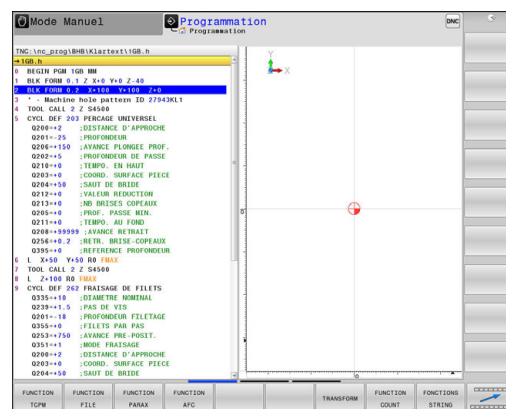 Mode Manuel
Programmation
Programmation
DNC
TNC:\nc_prog\BHB\Klartext\1GB.h
→1GB.h
0 BEGIN PGM 1GB MM
1 BLK FORM 0.1 Z X+0 Y+0 Z-40
2 BLK FORM 0.2 X+100 Y+100 Z+0
3 * - Machine hole pattern ID 27943KL1
4 TOOL CALL 2 Z S4500
5 CYCL DEF 203 PERCAGE UNIVERSEL
Q200=+2 ;DISTANCE D'APPROCHE
Q201=-25 ;PROFONDEUR
Q206=+150 ;AVANCE PLONGEE PROF.
Q202=+5 ;PROFONDEUR DE PASSE
Q210=+0 ;TEMPO. EN HAUT
Q203=+0 ;COORD. SURFACE PIECE
Q204=+50 ;SAUT DE BRIDE
Q212=+0 ;VALEUR REDUCTION
Q213=+0 ;NB BRISES COPEAUX
Q205=+0 ;PROF. PASSE MIN.
Q211=+0 ;TEMPO. AU FOND
Q208=+99999 ;AVANCE RETRAIT
Q256=+0.2 ;RETR. BRISE-COPEAUX
Q395=+0 ;REFERENCE PROFONDEUR
6 L X+50 Y+50 R0 FMAX
7 TOOL CALL 2 Z S4500
8 L Z+100 R0 FMAX
9 CYCL DEF 262 FRAISAGE DE FILETS
Q335=+10 ;DIAMETRE NOMINAL
Q239=+1.5 ;PAS DE VIS
Q201=-18 ;PROFONDEUR FILETAGE
Q355=+0 ;FILETS PAR PAS
Q253=+750 ;AVANCE PRE-POSIT.
Q351=+1 ;MODE FRAISAGE
Q200=+2 ;DISTANCE D'APPROCHE
Q203=+0 ;COORD. SURFACE PIECE
Q204=+50 ;SAUT DE BRIDE
Y
X
0
0
FUNCTION TCPM
FUNCTION FILE
FUNCTION PARAX
FUNCTION AFC
TRANSFORM
FUNCTION COUNT
FONCTIONS STRING